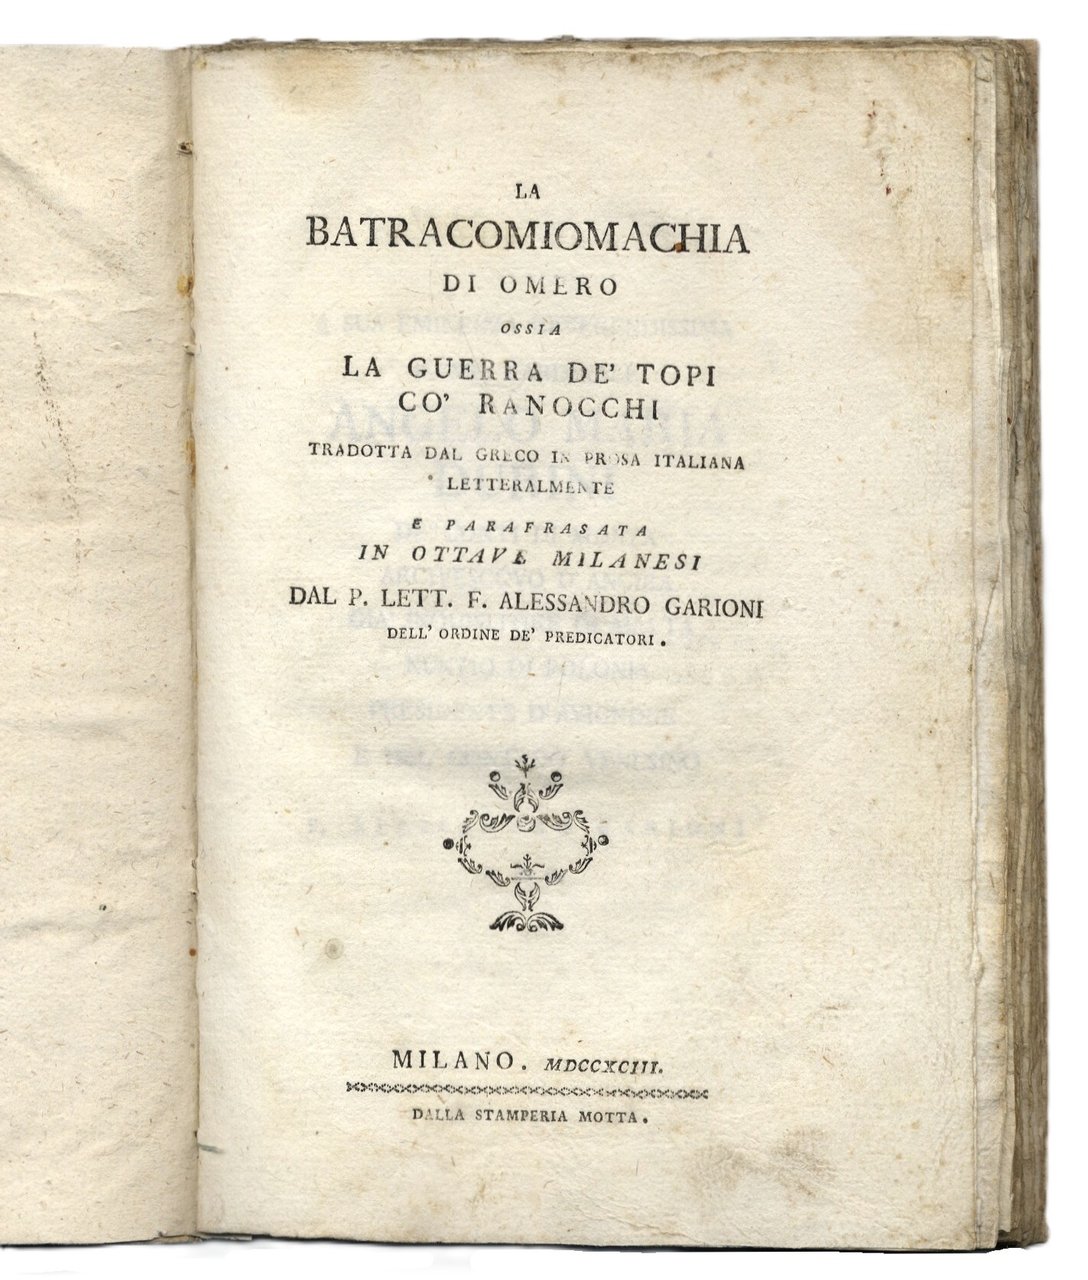 LA
BATRACOMIOMACHIA
DI OMERO
OSSIA
LA GUERRA DE' TOPI
CO' RANOCCHI
TRADOTTA DAL GRECO IN PROSA ITALIANA
LETTERALMENTE
E PARAFRASATA
IN OTTAVE MILANESI
DAL P. LETT. F. ALESSANDRO GARIONI
DELL' ORDINE DE' PREDICATORI.
MILANO. MDCCXCIII.
DALLA STAMPERIA MOTTA.